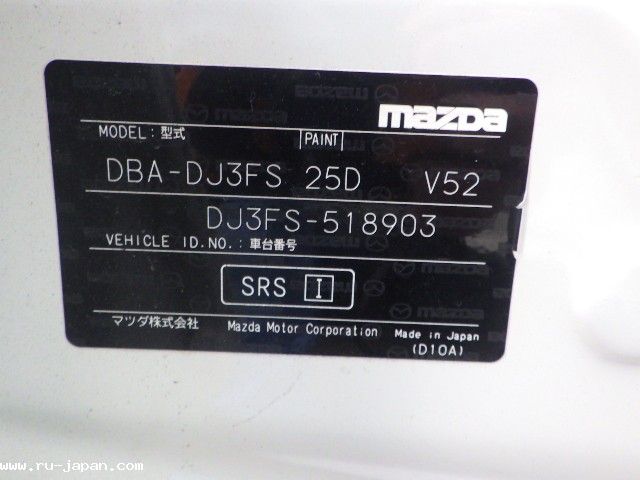 mazda
MODEL: 型式 PAINT
DBA-DJ3FS 25D V52
DJ3FS-518903
VEHICLE ID.NO.: 車台番号
SRS I
マツダ株式会社 Mazda Motor Corporation Made in Japan
(D10A)
www.ru-japan.com